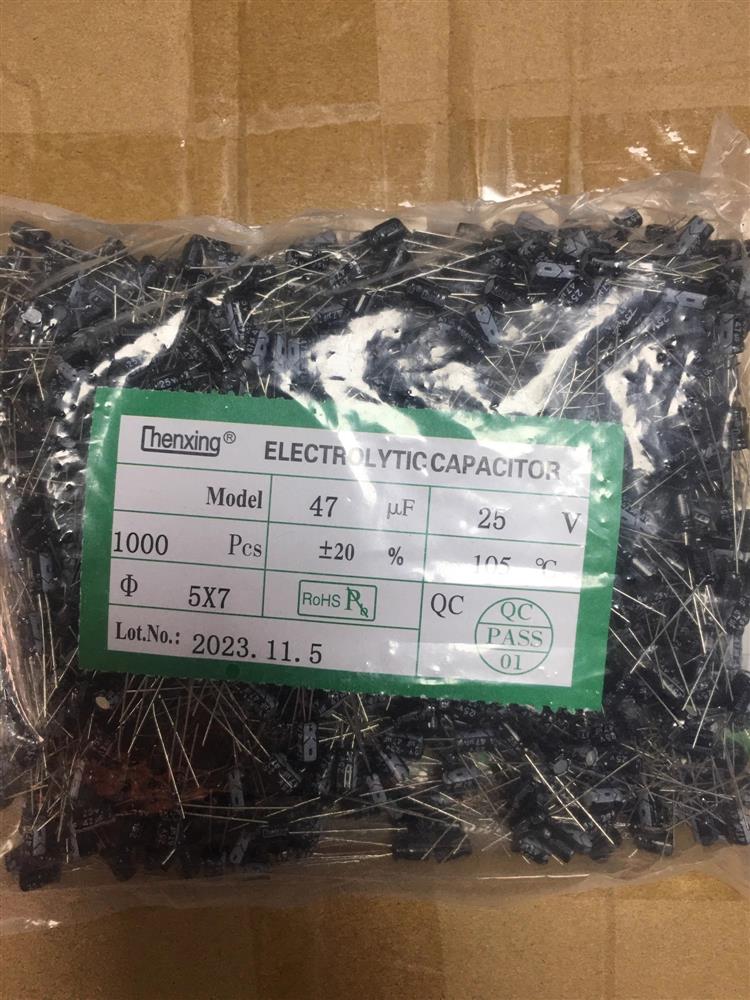 Chenxing® ELECTROLYTIC CAPACITOR
Model 47 μF 25 V
1000 Pcs ±20 % 105 ℃
Φ 5X7 RoHS QC QC PASS 01
Lot.No.: 2023.11.5